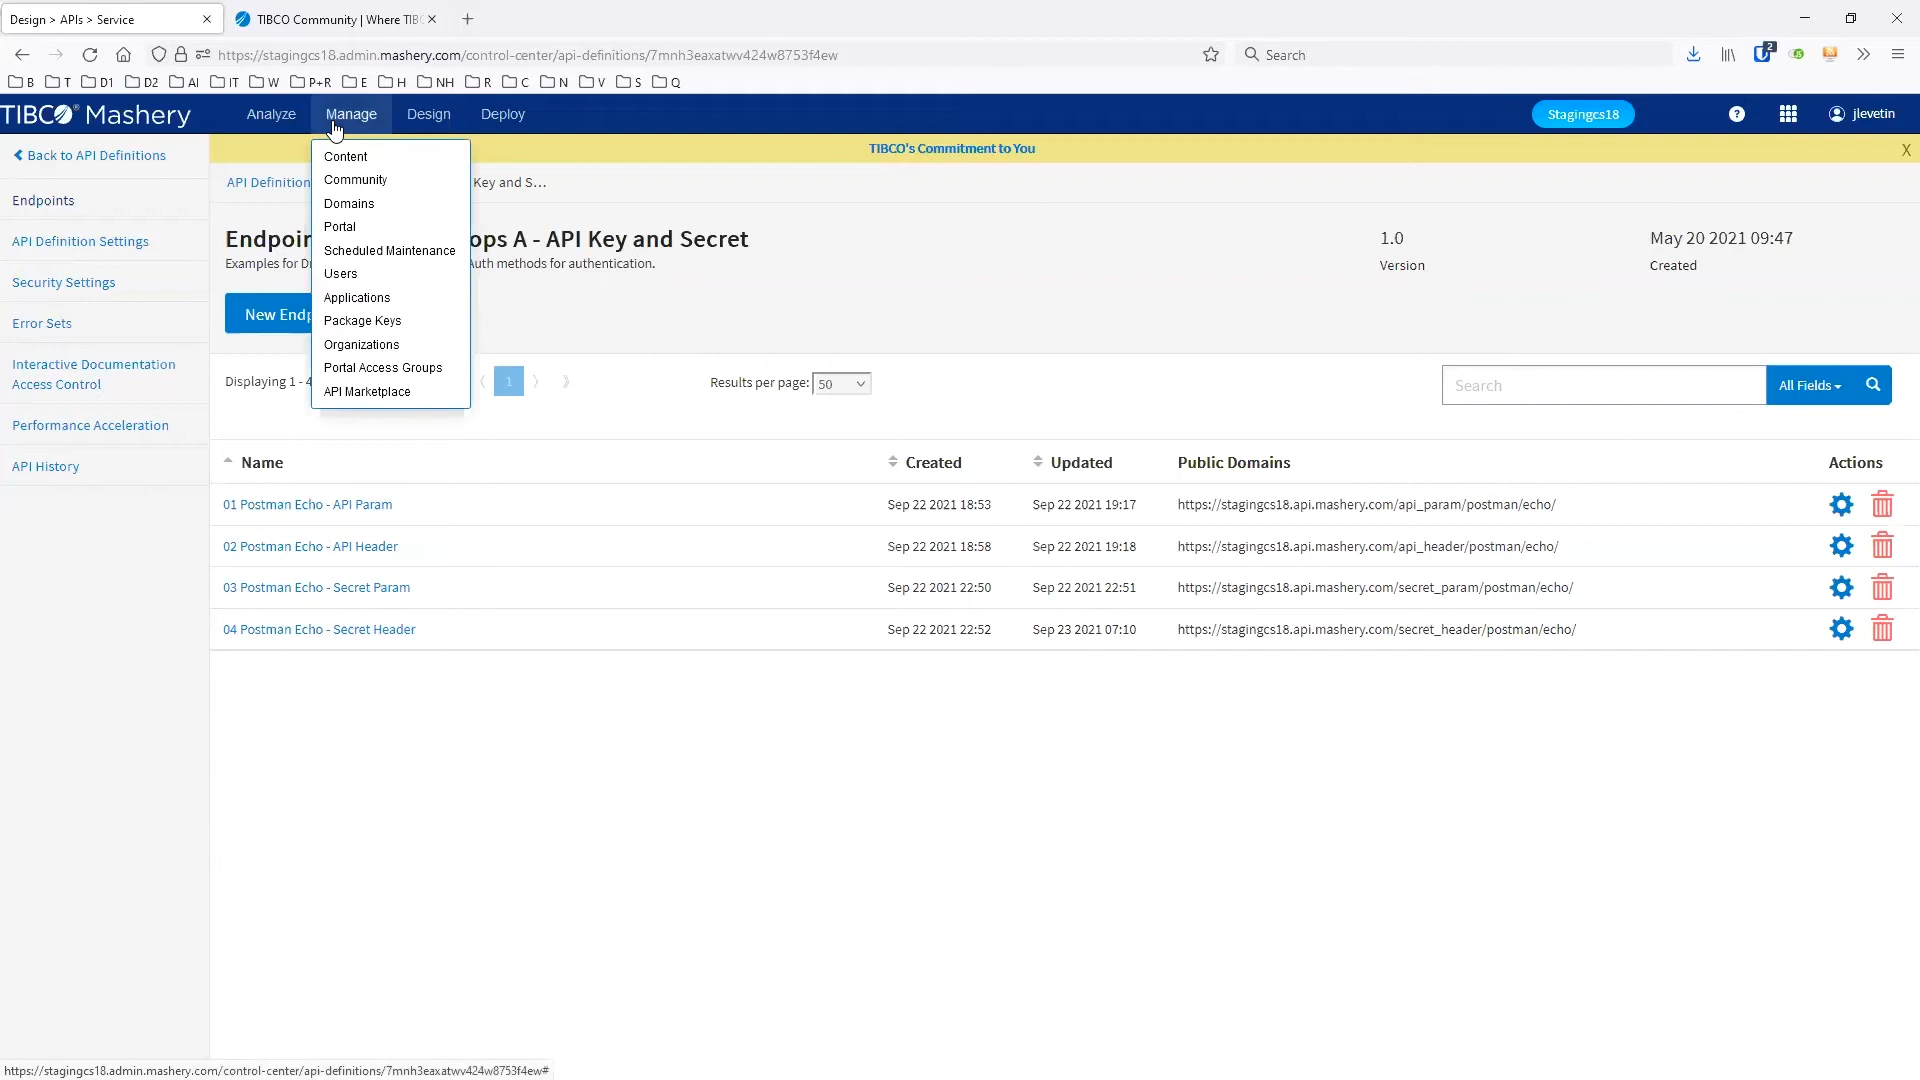 Design > APIs > Service
TIBCO Community | Where TIBC
https://stagingcs18.admin.mashery.com/control-center/api-definitions/7mnh3eaxatwv424w8753f4ew
Search
2
B T D1 D2 AI IT W P+R E H NH R C N V S Q
TIBCO® Mashery
Analyze Manage Design Deploy
Stagingcs18
jlevetin
Back to API Definitions
Endpoints
API Definition Settings
Security Settings
Error Sets
Interactive Documentation
Access Control
Performance Acceleration
API History
Content
Community
Domains
Portal
Scheduled Maintenance
Users
Applications
Package Keys
Organizations
Portal Access Groups
API Marketplace
TIBCO's Commitment to You
X
API Definition Key and S...
ops A - API Key and Secret
Auth methods for authentication.
1.0
Version
May 20 2021 09:47
Created
New Endp
Displaying 1 - 4
1
Results per page: 50
Search
All Fields
Name Created Updated Public Domains Actions
01 Postman Echo - API Param Sep 22 2021 18:53 Sep 22 2021 19:17 https://stagingcs18.api.mashery.com/api_param/postman/echo/
02 Postman Echo - API Header Sep 22 2021 18:58 Sep 22 2021 19:18 https://stagingcs18.api.mashery.com/api_header/postman/echo/
03 Postman Echo - Secret Param Sep 22 2021 22:50 Sep 22 2021 22:51 https://stagingcs18.api.mashery.com/secret_param/postman/echo/
04 Postman Echo - Secret Header Sep 22 2021 22:52 Sep 23 2021 07:10 https://stagingcs18.api.mashery.com/secret_header/postman/echo/
https://stagingcs18.admin.mashery.com/control-center/api-definitions/7mnh3eaxatwv424w8753f4ew#